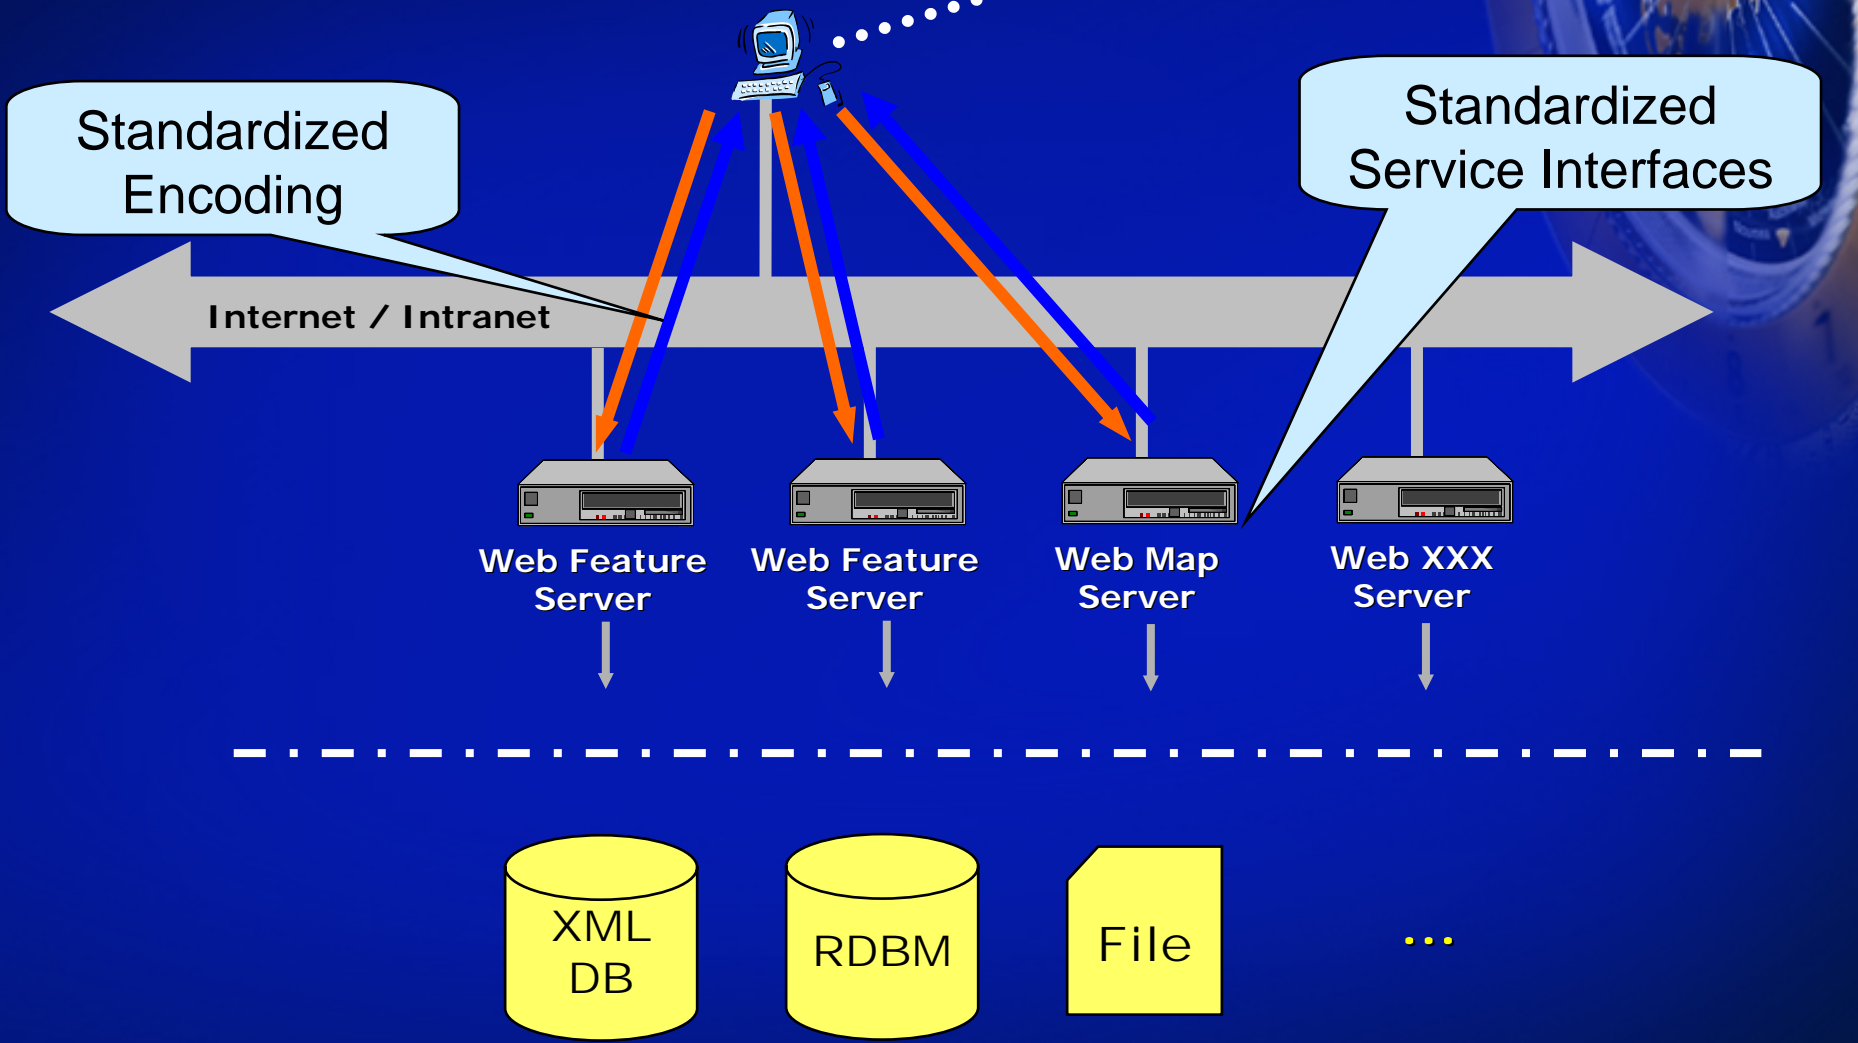 Standardized
Encoding
Standardized
Service Interfaces
Internet / Intranet
Web Feature
Server
Web Feature
Server
Web Map
Server
Web XXX
Server
XML
DB
RDBM
File
...